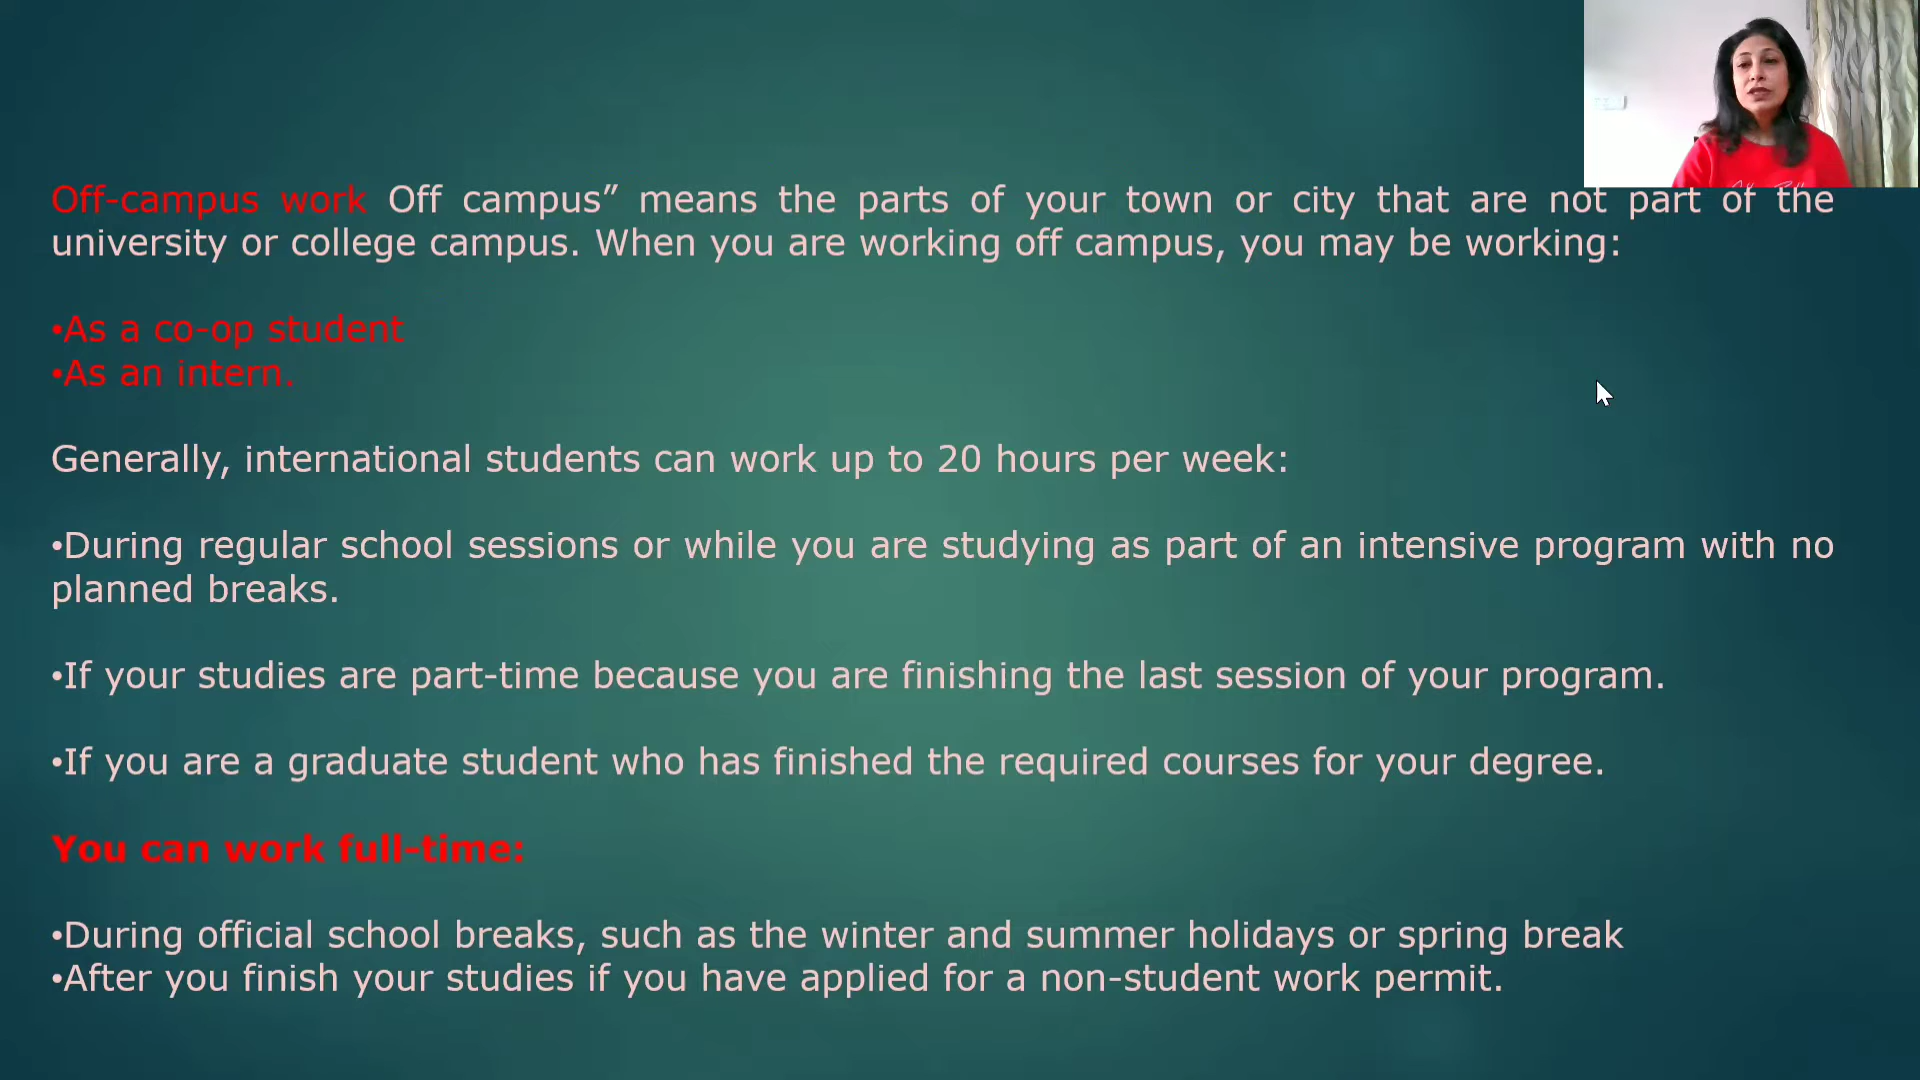 Off-campus work Off campus” means the parts of your town or city that are not part of the
university or college campus. When you are working off campus, you may be working:
•As a co-op student
•As an intern.
Generally, international students can work up to 20 hours per week:
•During regular school sessions or while you are studying as part of an intensive program with no
planned breaks.
•If your studies are part-time because you are finishing the last session of your program.
•If you are a graduate student who has finished the required courses for your degree.
You can work full-time:
•During official school breaks, such as the winter and summer holidays or spring break
•After you finish your studies if you have applied for a non-student work permit.